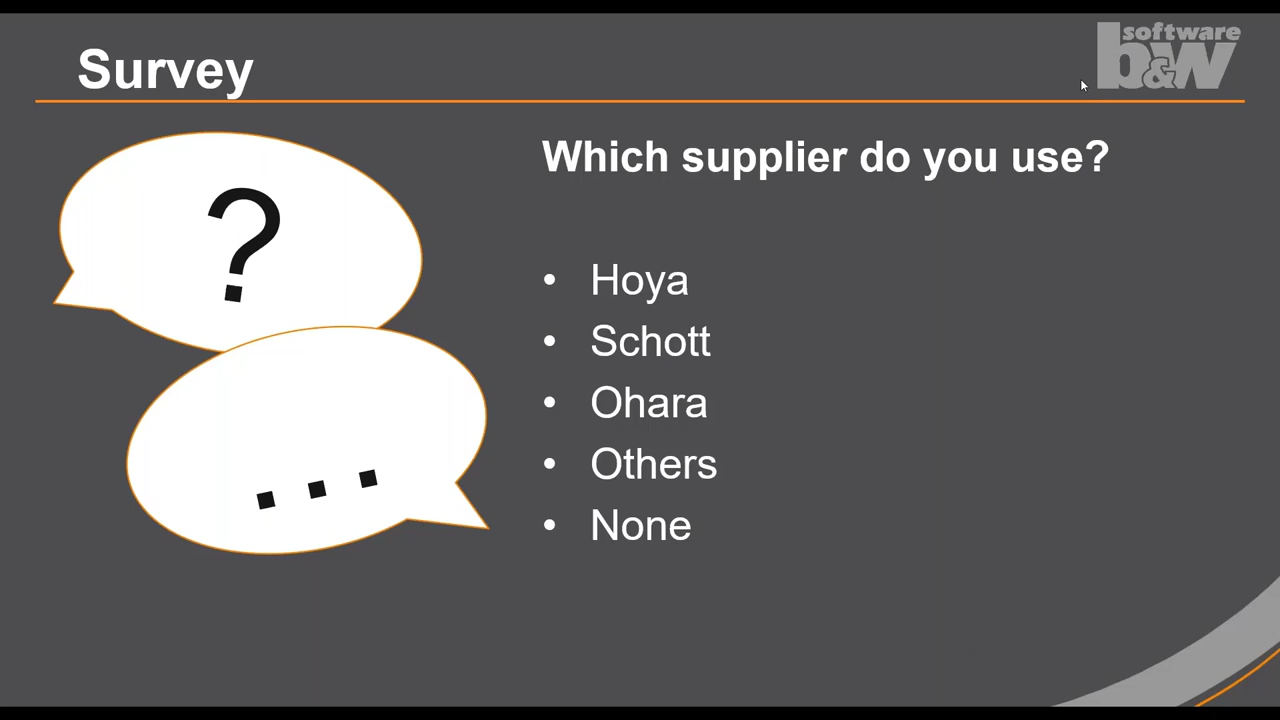 Survey
software
b&w
Which supplier do you use?
?
• Hoya
• Schott
• Ohara
• Others
• None
...